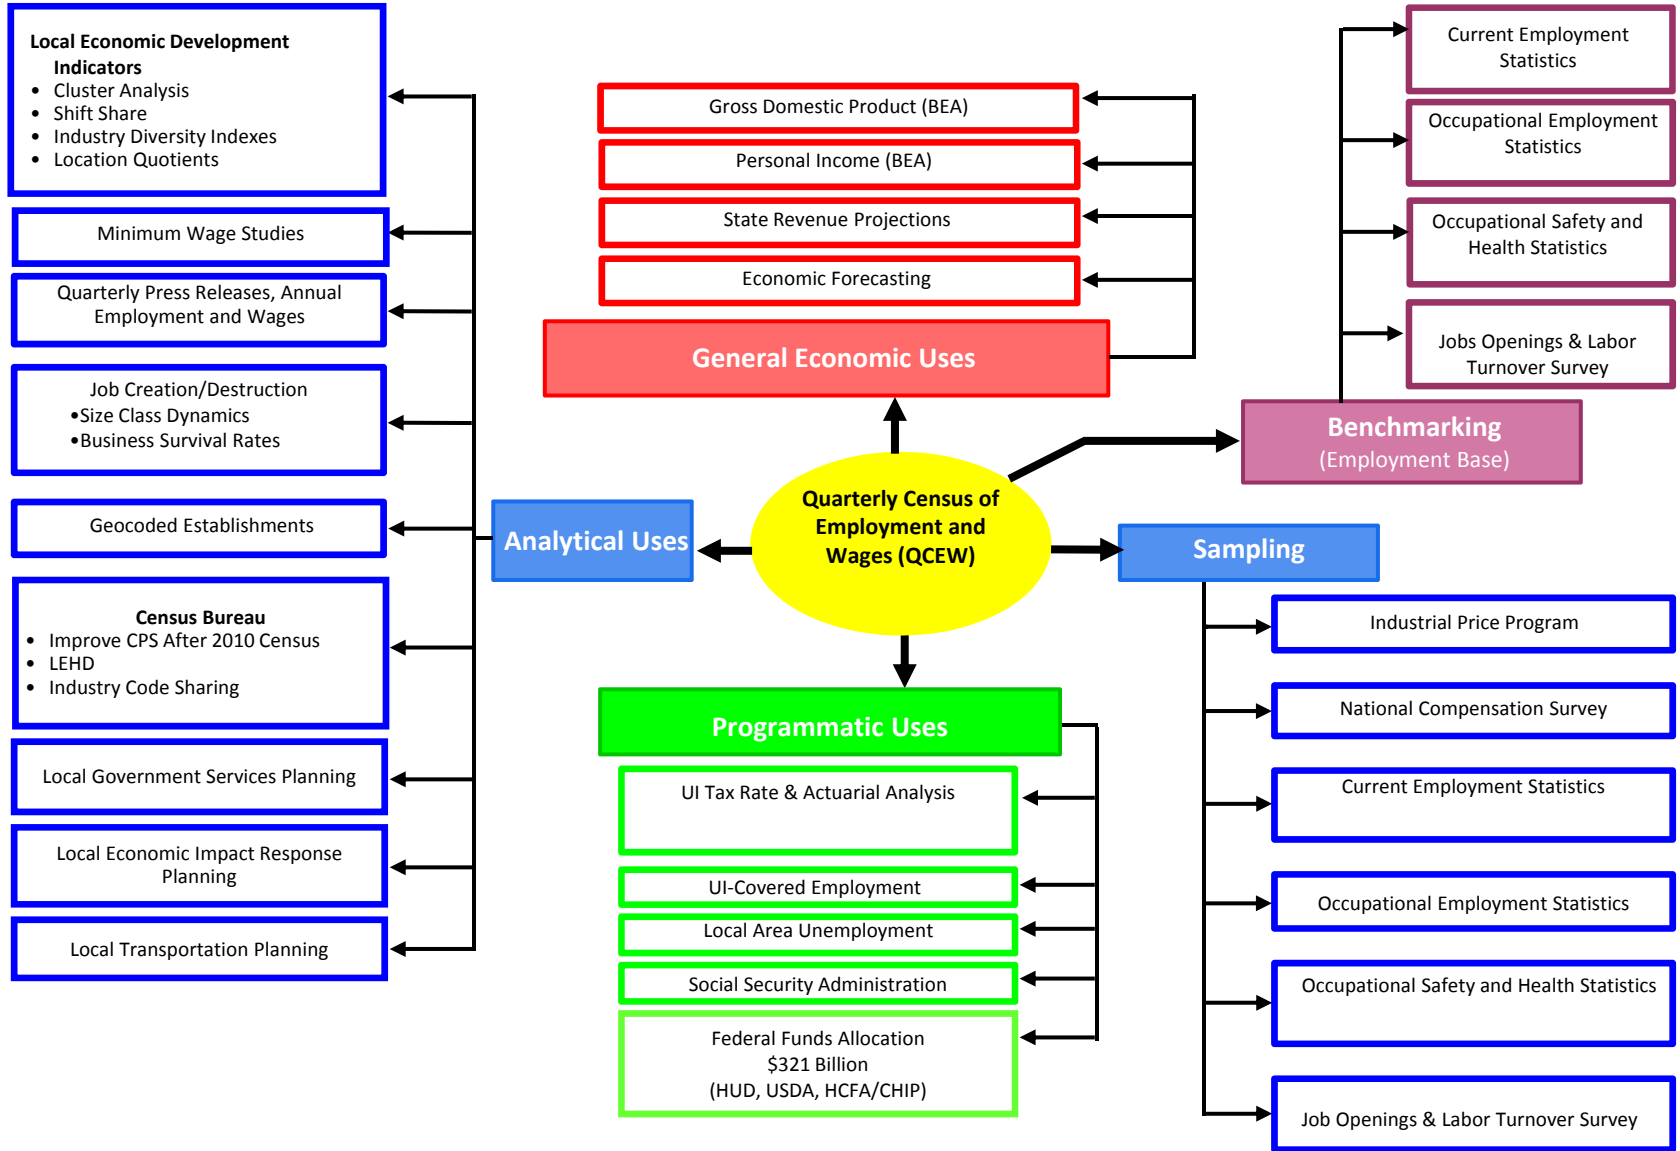 Local Economic Development
Indicators
• Cluster Analysis
• Shift Share
• Industry Diversity Indexes
• Location Quotients
Minimum Wage Studies
Quarterly Press Releases, Annual
Employment and Wages
Job Creation/Destruction
•Size Class Dynamics
•Business Survival Rates
Geocoded Establishments
Census Bureau
• Improve CPS After 2010 Census
• LEHD
• Industry Code Sharing
Local Government Services Planning
Local Economic Impact Response
Planning
Local Transportation Planning
Analytical Uses
Gross Domestic Product (BEA)
Personal Income (BEA)
State Revenue Projections
Economic Forecasting
General Economic Uses
Quarterly Census of
Employment and
Wages (QCEW)
Programmatic Uses
UI Tax Rate & Actuarial Analysis
UI-Covered Employment
Local Area Unemployment
Social Security Administration
Federal Funds Allocation
$321 Billion
(HUD, USDA, HCFA/CHIP)
Current Employment
Statistics
Occupational Employment
Statistics
Occupational Safety and
Health Statistics
Jobs Openings & Labor
Turnover Survey
Benchmarking
(Employment Base)
Sampling
Industrial Price Program
National Compensation Survey
Current Employment Statistics
Occupational Employment Statistics
Occupational Safety and Health Statistics
Job Openings & Labor Turnover Survey